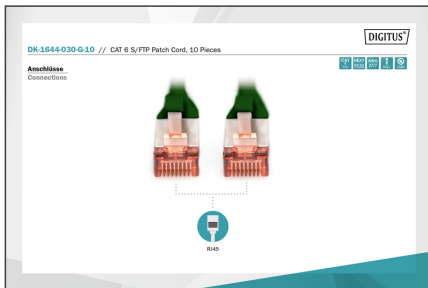 DIGITUS®
DK-1644-030-G-10 // CAT 6 S/FTP Patch Cord, 10 Pieces
Anschlüsse
Connections
RJ45